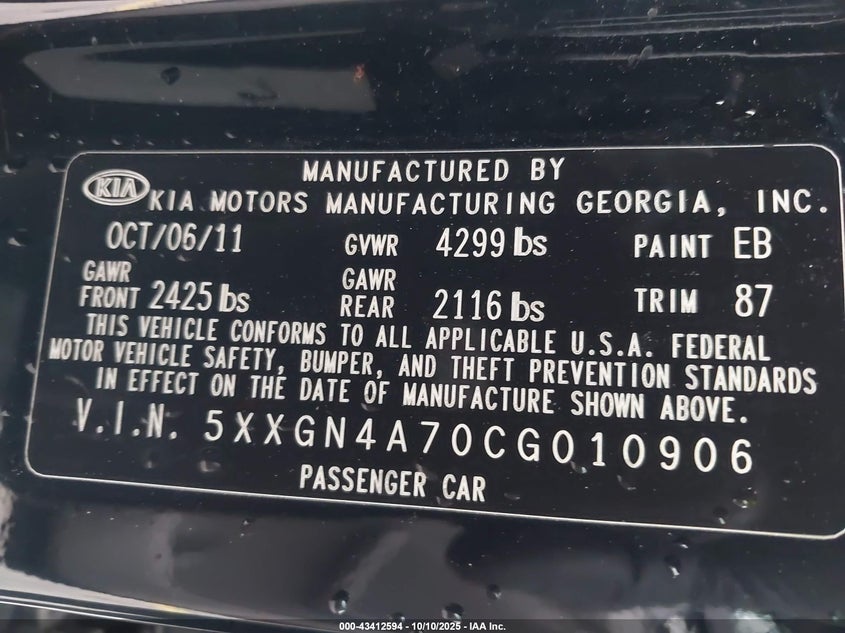 MANUFACTURED BY
KIA KIA MOTORS MANUFACTURING GEORGIA, INC.
OCT/06/11 GVWR 4299 lbs PAINT EB
GAWR FRONT 2425 lbs GAWR REAR 2116 lbs TRIM 87
THIS VEHICLE CONFORMS TO ALL APPLICABLE U.S.A. FEDERAL
MOTOR VEHICLE SAFETY, BUMPER, AND THEFT PREVENTION STANDARDS
IN EFFECT ON THE DATE OF MANUFACTURE SHOWN ABOVE.
V.I.N. 5XXGN4A70CG010906
PASSENGER CAR
000-43412594 - 10/10/2025 - IAA Inc.